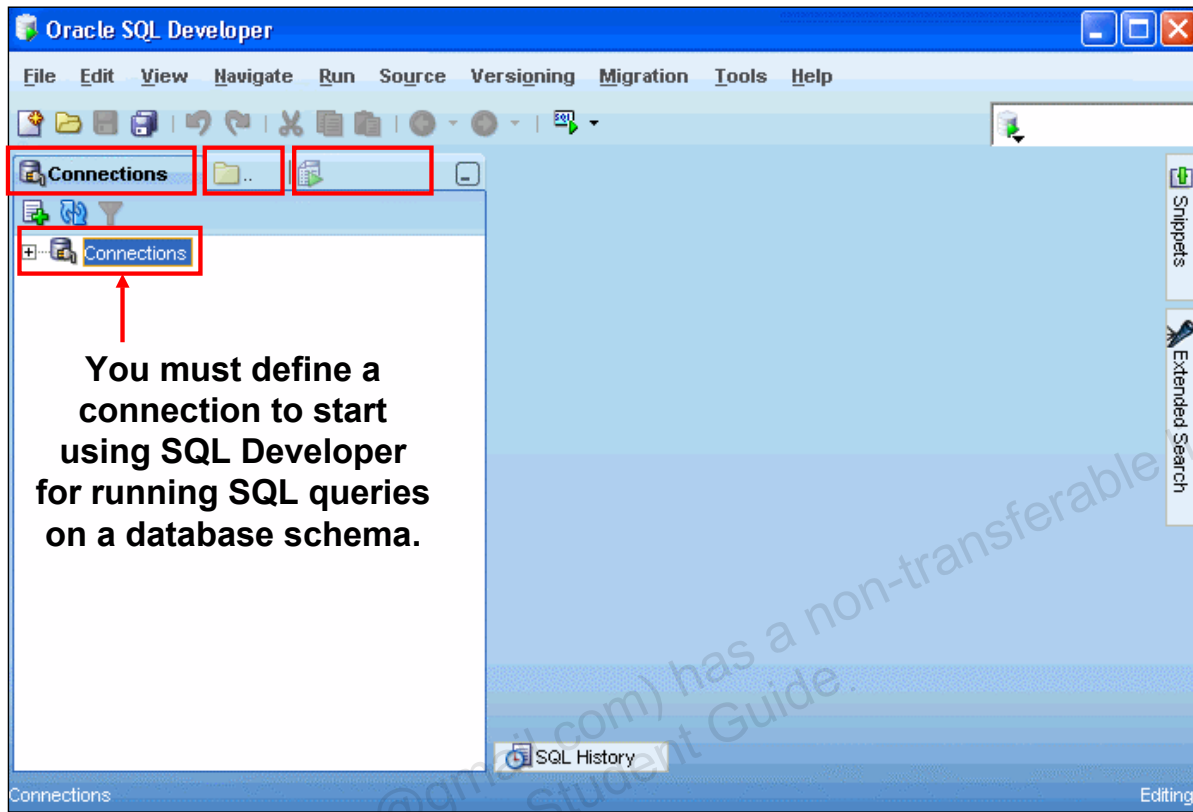 Oracle SQL Developer
File Edit View Navigate Run Source Versioning Migration Tools Help
Connections ..
Connections
Snippets
Extended Search
You must define a
connection to start
using SQL Developer
for running SQL queries
on a database schema.
SQL History
Connections
Editing
mail.com) has a non-transferable
Student Guide.